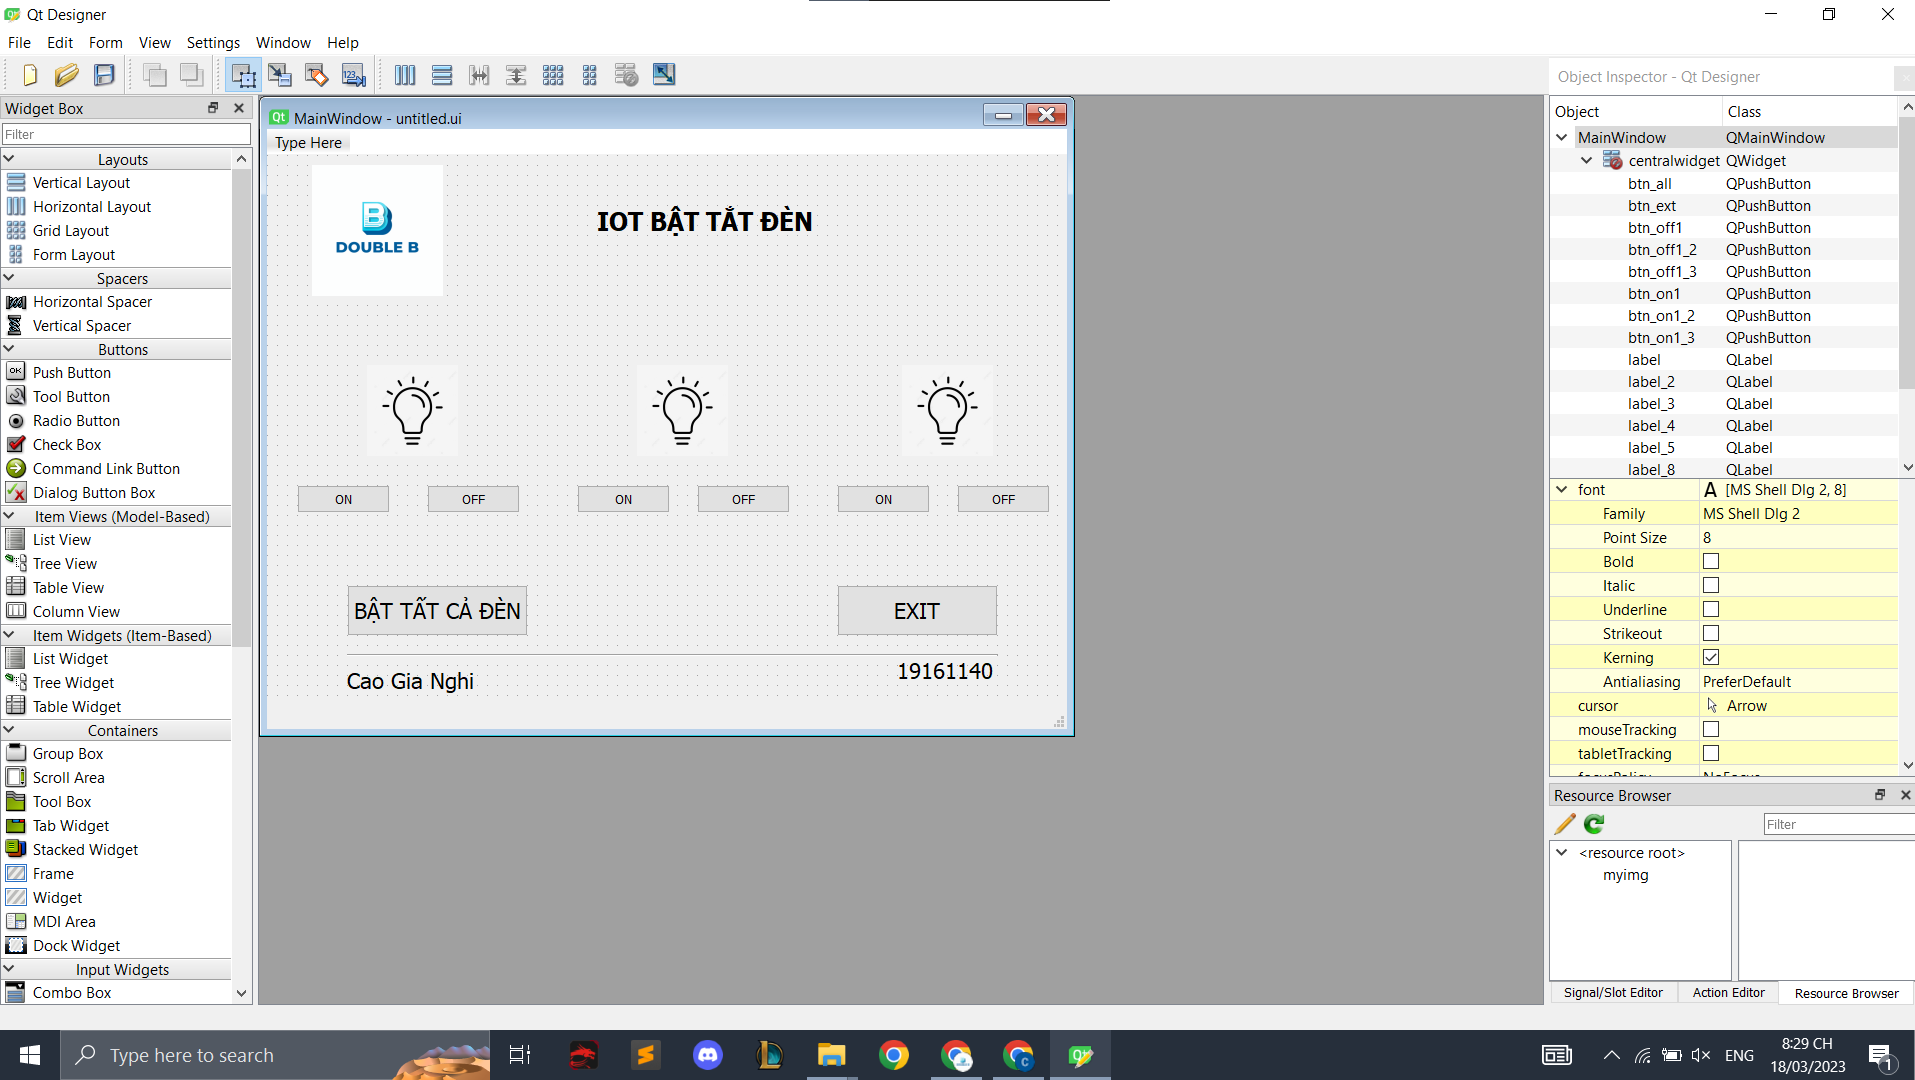 Qt Designer
File Edit Form View Settings Window Help
Widget Box
Filter
Layouts
Vertical Layout
Horizontal Layout
Grid Layout
Form Layout
Spacers
Horizontal Spacer
Vertical Spacer
Buttons
OK Push Button
Tool Button
Radio Button
Check Box
Command Link Button
Dialog Button Box
Item Views (Model-Based)
List View
Tree View
Table View
Column View
Item Widgets (Item-Based)
List Widget
Tree Widget
Table Widget
Containers
Group Box
Scroll Area
Tool Box
Tab Widget
Stacked Widget
Frame
Widget
MDI Area
Dock Widget
Input Widgets
Combo Box
Qt MainWindow - untitled.ui
Type Here
DOUBLE B
IOT BẬT TẮT ĐÈN
ON OFF ON OFF ON OFF
BẬT TẤT CẢ ĐÈN EXIT
Cao Gia Nghi 19161140
Object Inspector - Qt Designer
Object Class
MainWindow QMainWindow
centralwidget QWidget
btn_all QPushButton
btn_ext QPushButton
btn_off1 QPushButton
btn_off1_2 QPushButton
btn_off1_3 QPushButton
btn_on1 QPushButton
btn_on1_2 QPushButton
btn_on1_3 QPushButton
label QLabel
label_2 QLabel
label_3 QLabel
label_4 QLabel
label_5 QLabel
label_8 QLabel
font A [MS Shell Dlg 2, 8]
Family MS Shell Dlg 2
Point Size 8
Bold
Italic
Underline
Strikeout
Kerning
Antialiasing PreferDefault
cursor Arrow
mouseTracking
tabletTracking
focusPolicy NoFocus
Resource Browser
Filter
<resource root>
myimg
Signal/Slot Editor Action Editor Resource Browser
Type here to search
ENG
8:29 CH
18/03/2023
1